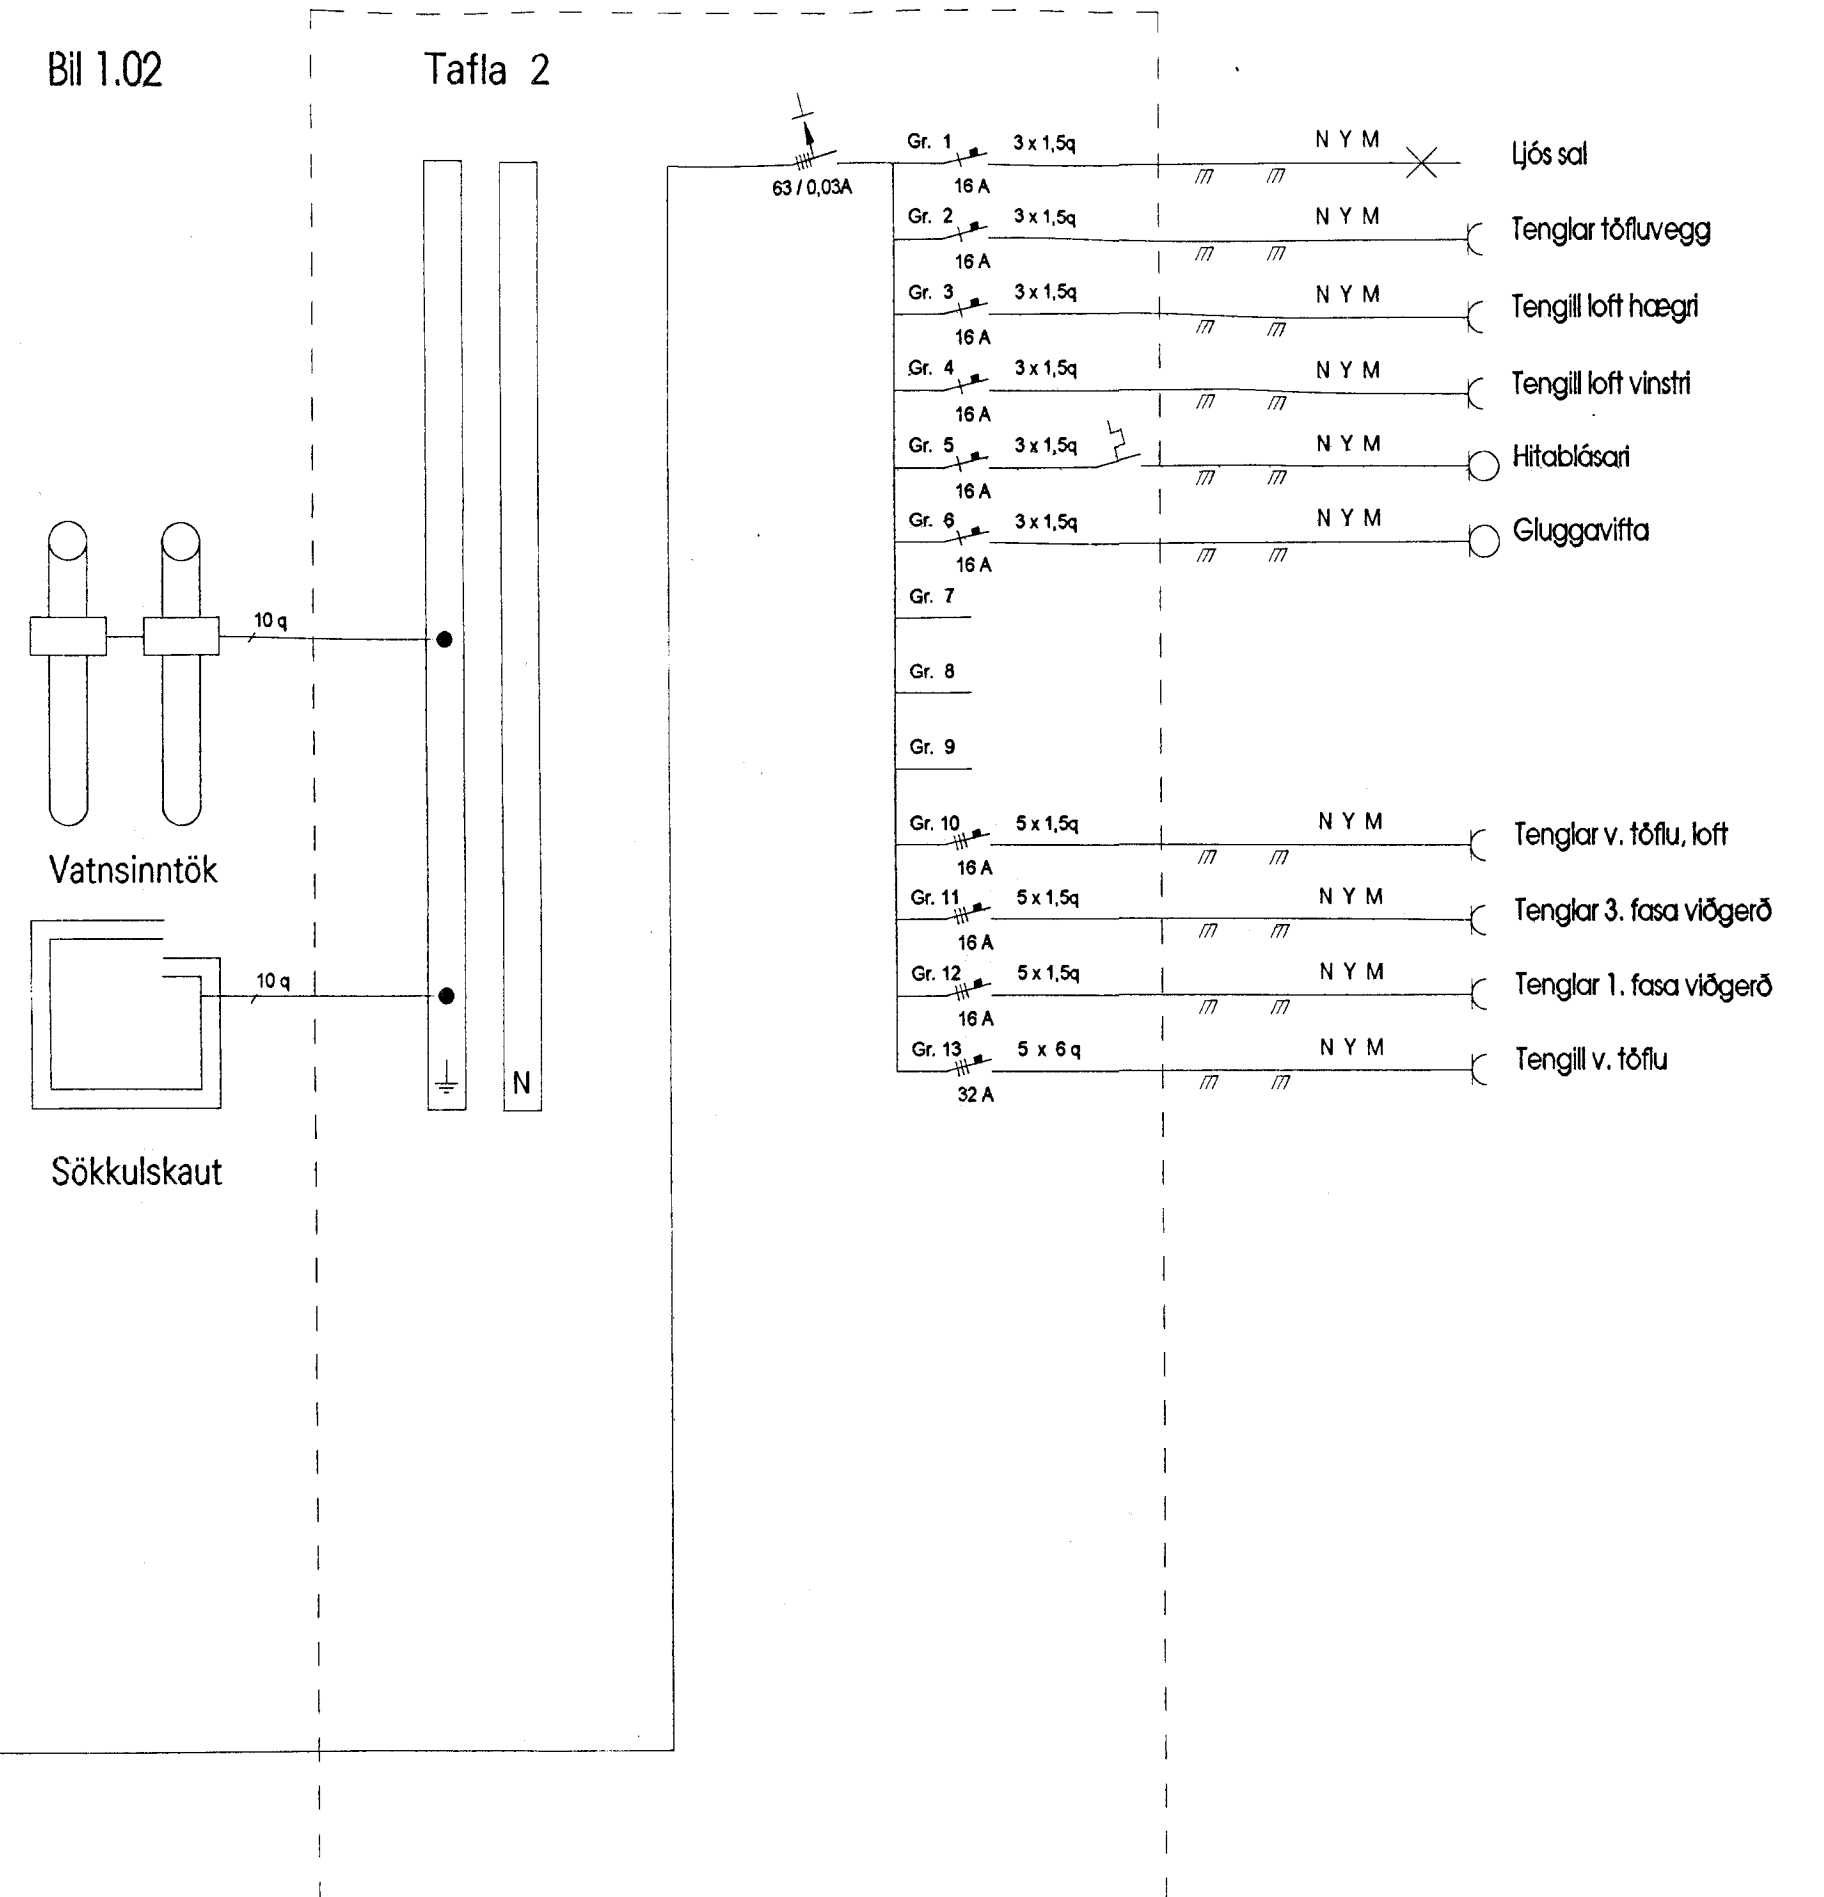 Bil 1.02
Tafla 2
63 / 0,03A
Gr. 1 3 x 1,5q N Y M Ljós sal
16 A
Gr. 2 3 x 1,5q N Y M Tenglar töfluvegg
16 A
Gr. 3 3 x 1,5q N Y M Tengill loft hægri
16 A
Gr. 4 3 x 1,5q N Y M Tengill loft vinstri
16 A
Gr. 5 3 x 1,5q N Y M Hitablásari
16 A
Gr. 6 3 x 1,5q N Y M Gluggavifta
16 A
Gr. 7
Gr. 8
Gr. 9
Gr. 10 5 x 1,5q N Y M Tenglar v. töflu, loft
16 A
Gr. 11 5 x 1,5q N Y M Tenglar 3. fasa viðgerð
16 A
Gr. 12 5 x 1,5q N Y M Tenglar 1. fasa viðgerð
16 A
Gr. 13 5 x 6 q N Y M Tengill v. töflu
32 A
10 q
Vatnsinntök
10 q
N
Sökkulskaut